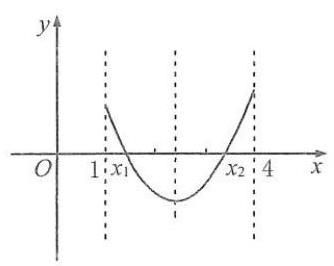 y
O 1 x₁ x₂ 4 x